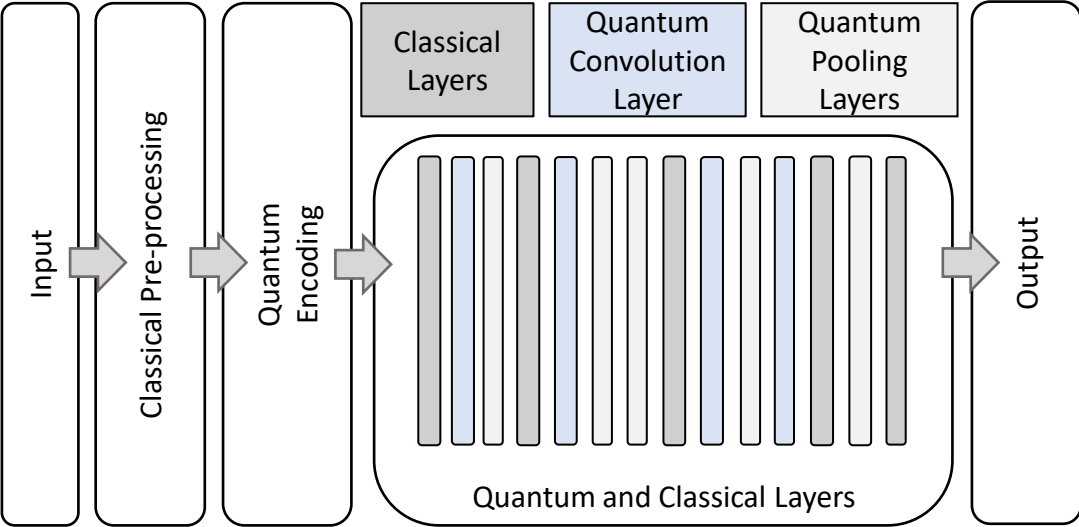 Input
Classical Pre-processing
Quantum
Encoding
Classical
Layers
Quantum
Convolution
Layer
Quantum
Pooling
Layers
Quantum and Classical Layers
Output